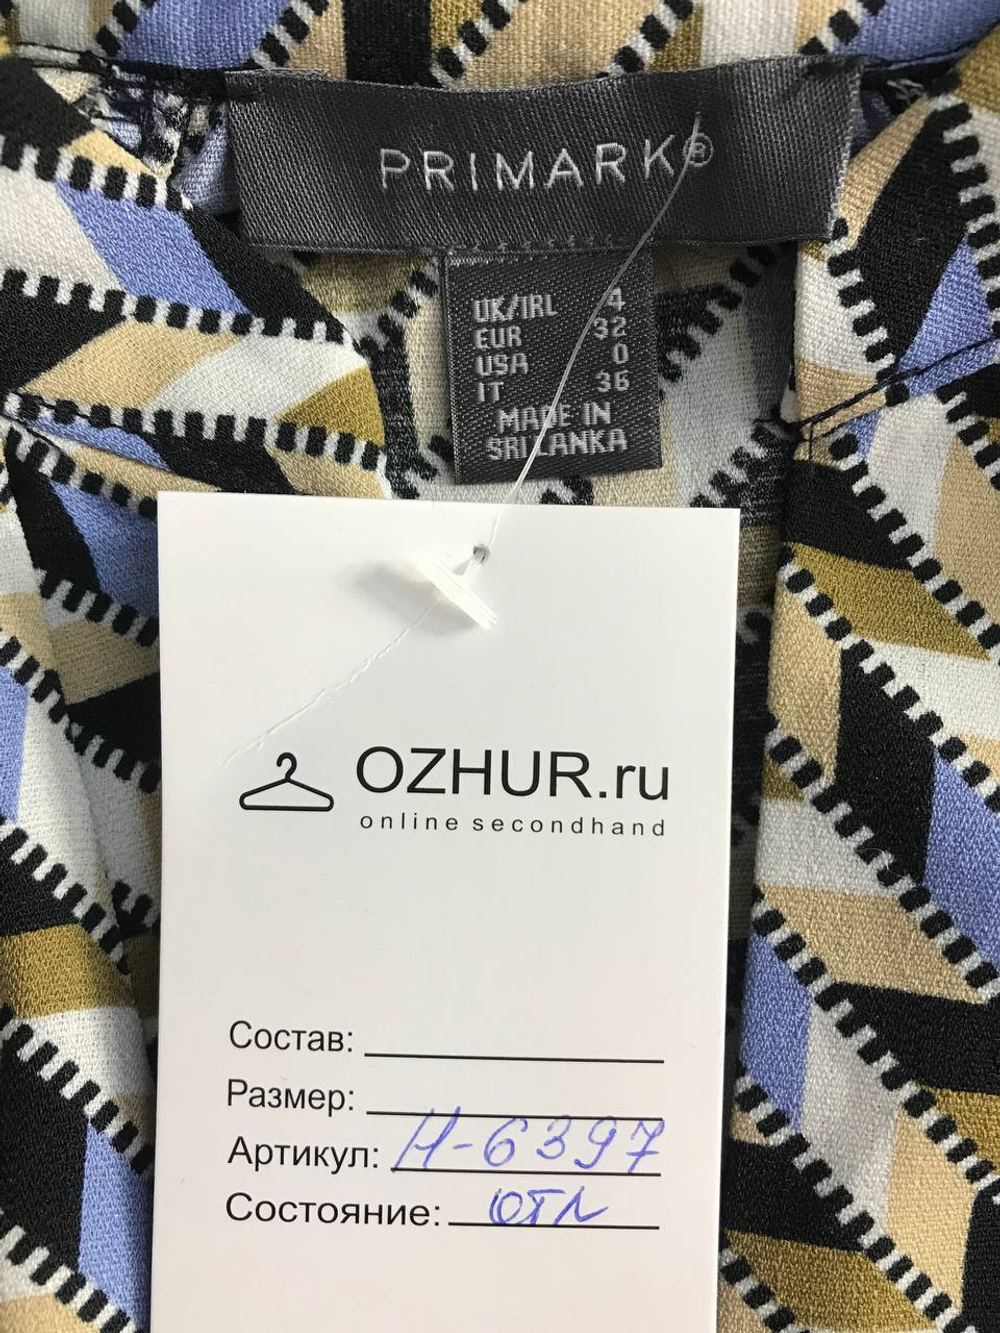 PRIMARK®
UK/IRL 4
EUR 32
USA 0
IT 36
MADE IN
SRI LANKA
OZHUR.ru
online secondhand
Состав:
Размер:
Артикул: Н-6397
Состояние: отл